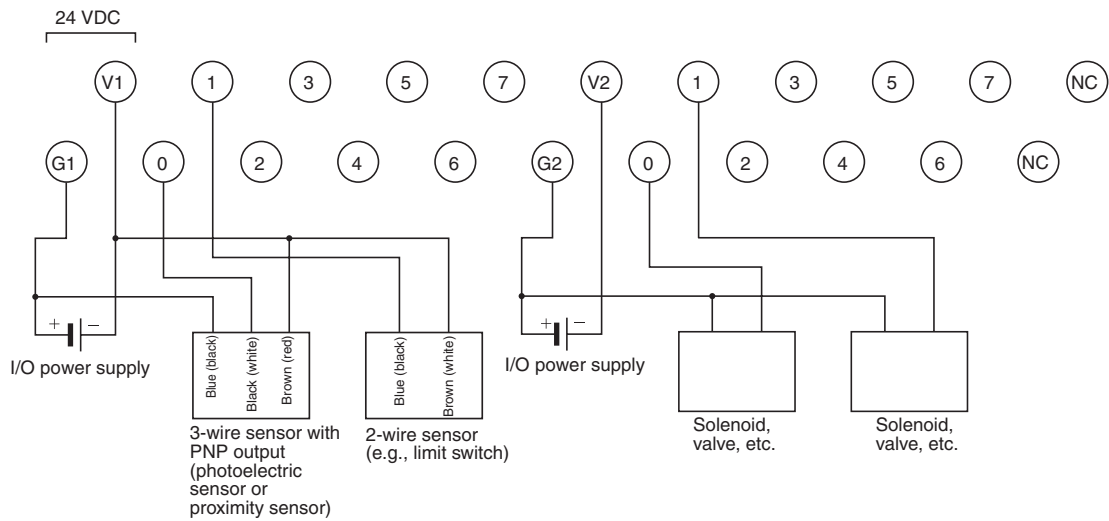 24 VDC
V1 1 3 5 7 V2 1 3 5 7 NC
G1 0 2 4 6 G2 0 2 4 6 NC
+ −
I/O power supply
Blue (black)
Black (white)
Brown (red)
3-wire sensor with
PNP output
(photoelectric
sensor or
proximity sensor)
Blue (black)
Brown (white)
2-wire sensor
(e.g., limit switch)
+ −
I/O power supply
Solenoid,
valve, etc.
Solenoid,
valve, etc.